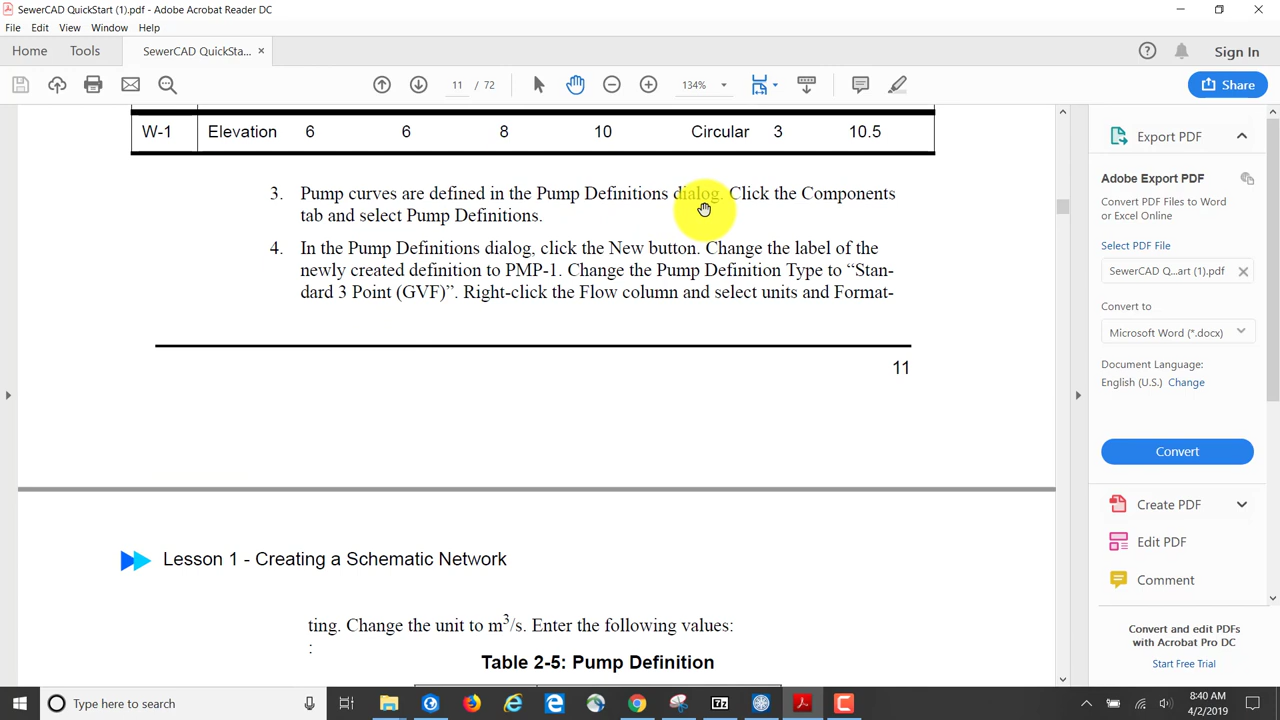 SewerCAD QuickStart (1).pdf - Adobe Acrobat Reader DC
File Edit View Window Help
Home Tools SewerCAD QuickSta... × Sign In
11 / 72 134% Share
W-1 Elevation 6 6 8 10 Circular 3 10.5
3. Pump curves are defined in the Pump Definitions dialog. Click the Components
tab and select Pump Definitions.
4. In the Pump Definitions dialog, click the New button. Change the label of the
newly created definition to PMP-1. Change the Pump Definition Type to “Stan-
dard 3 Point (GVF)”. Right-click the Flow column and select units and Format-
11
Lesson 1 - Creating a Schematic Network
ting. Change the unit to m³/s. Enter the following values:
:
Table 2-5: Pump Definition
Export PDF
Adobe Export PDF
Convert PDF Files to Word
or Excel Online
Select PDF File
SewerCAD Q...art (1).pdf
Convert to
Microsoft Word (*.docx)
Document Language:
English (U.S.) Change
Convert
Create PDF
Edit PDF
Comment
Convert and edit PDFs
with Acrobat Pro DC
Start Free Trial
Type here to search
8:40 AM
4/2/2019